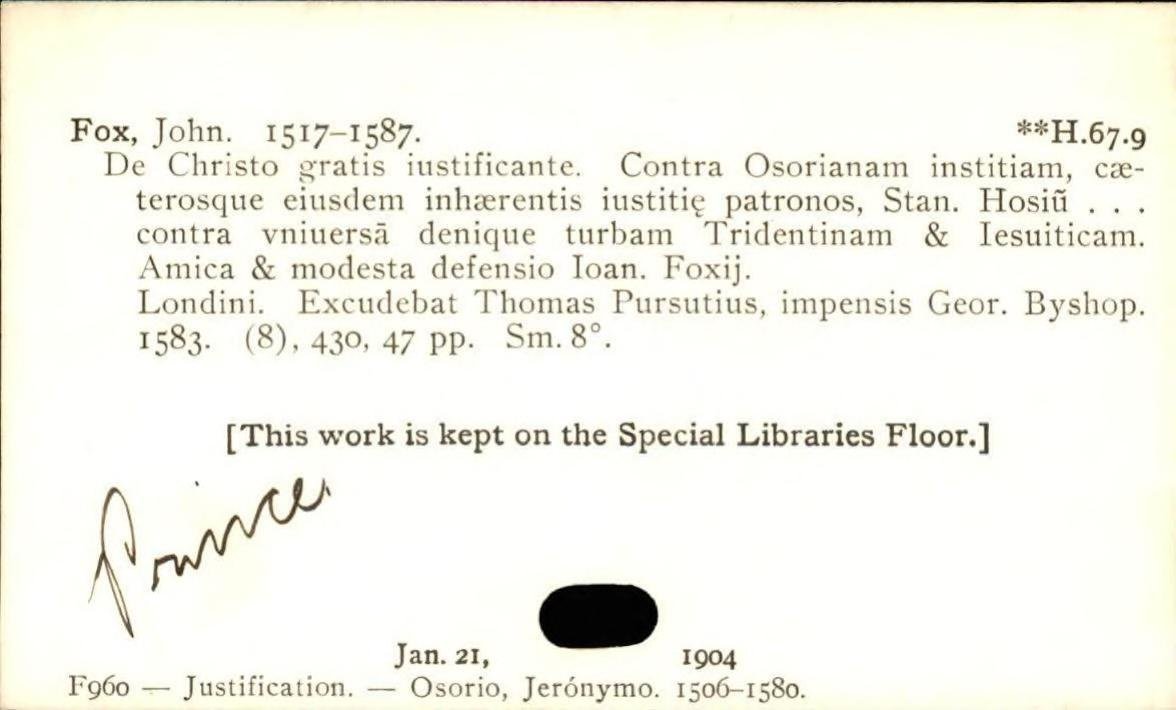 Fox, John. 1517–1587. **H.67.9
De Christo gratis iustificante. Contra Osorianam institiam, cæ-
terosque eiusdem inhærentis iustitię patronos, Stan. Hosiũ . . .
contra vniuersā denique turbam Tridentinam & Iesuiticam.
Amica & modesta defensio Ioan. Foxij.
Londini. Excudebat Thomas Pursutius, impensis Geor. Byshop.
1583. (8), 430, 47 pp. Sm. 8°.
[This work is kept on the Special Libraries Floor.]
Prince.
Jan. 21, 1904
F960 — Justification. — Osorio, Jerónymo. 1506–1580.